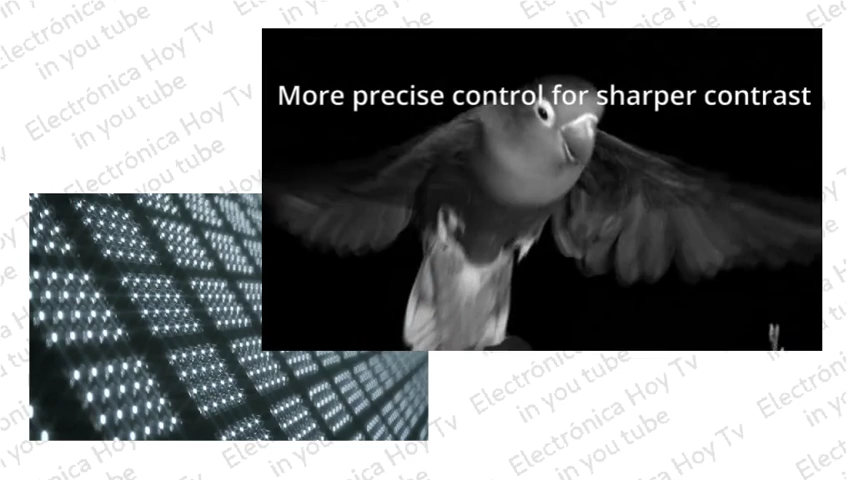 More precise control for sharper contrast
Electrónica Hoy Tv
in you tube